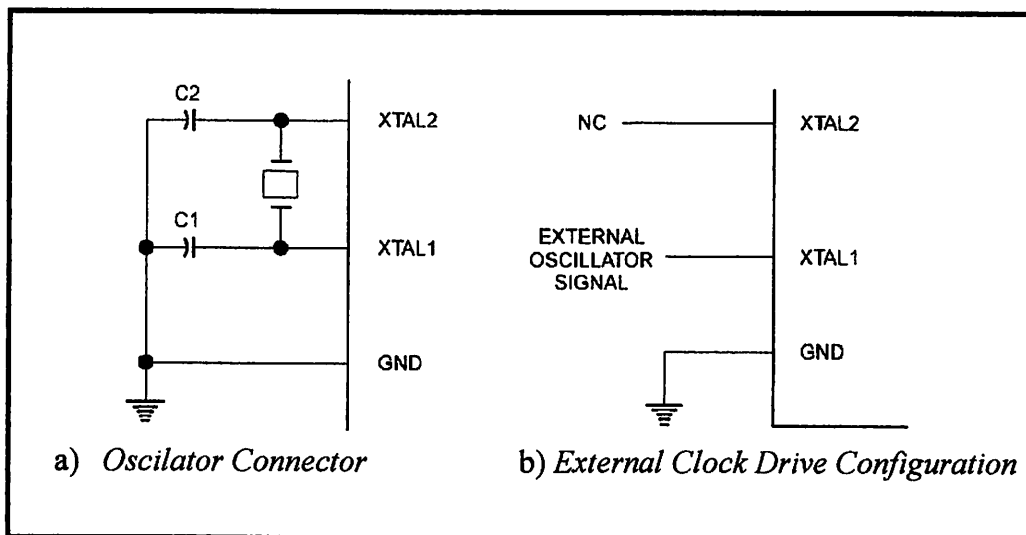 C2
XTAL2
C1
XTAL1
GND
a) Oscilator Connector
NC
XTAL2
EXTERNAL
OSCILLATOR
SIGNAL
XTAL1
GND
b) External Clock Drive Configuration